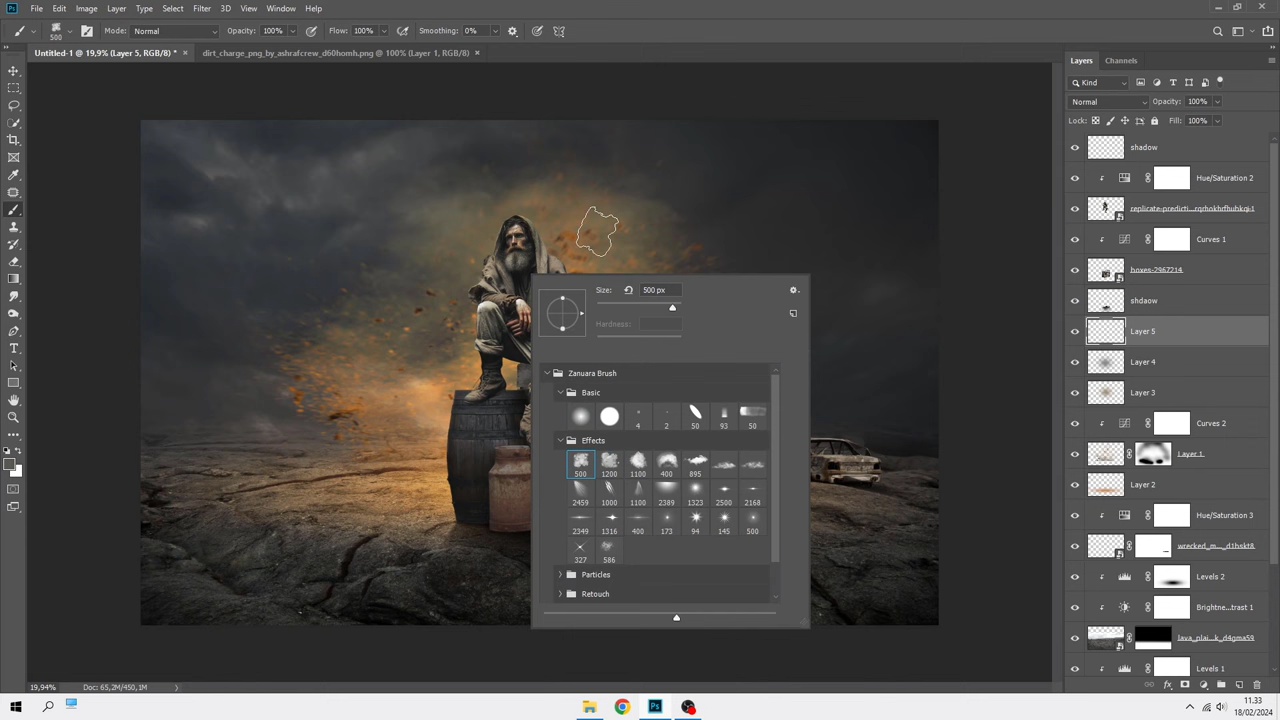 File Edit Image Layer Type Select Filter 3D View Window Help
500 Mode: Normal Opacity: 100% Flow: 100% Smoothing: 0%
Untitled-1 @ 19,9% (Layer 5, RGB/8) * × dirt_charge_png_by_ashrafcrew_d60homh.png @ 100% (Layer 1, RGB/8) ×
Layers Channels
Kind
Normal Opacity: 100%
Lock: Fill: 100%
shadow
Hue/Saturation 2
Curves 1
boxes-2967214
shdaow
Layer 5
Layer 4
Layer 3
Curves 2
Layer 1
Layer 2
Hue/Saturation 3
wrecked_m..._d1hskt8
Levels 2
Brightne...trast 1
lava_plai...k_d4gma59
Levels 1
Size: 500 px
Hardness:
Zanuara Brush
Basic
4 2 50 93 50
Effects
500 1200 1100 400 895
2459 1000 1100 2389 1323 2500 2168
2349 1316 400 173 94 145 500
327 586
Particles
Retouch
19,94% Doc: 65,2M/450,1M
11.33
18/02/2024